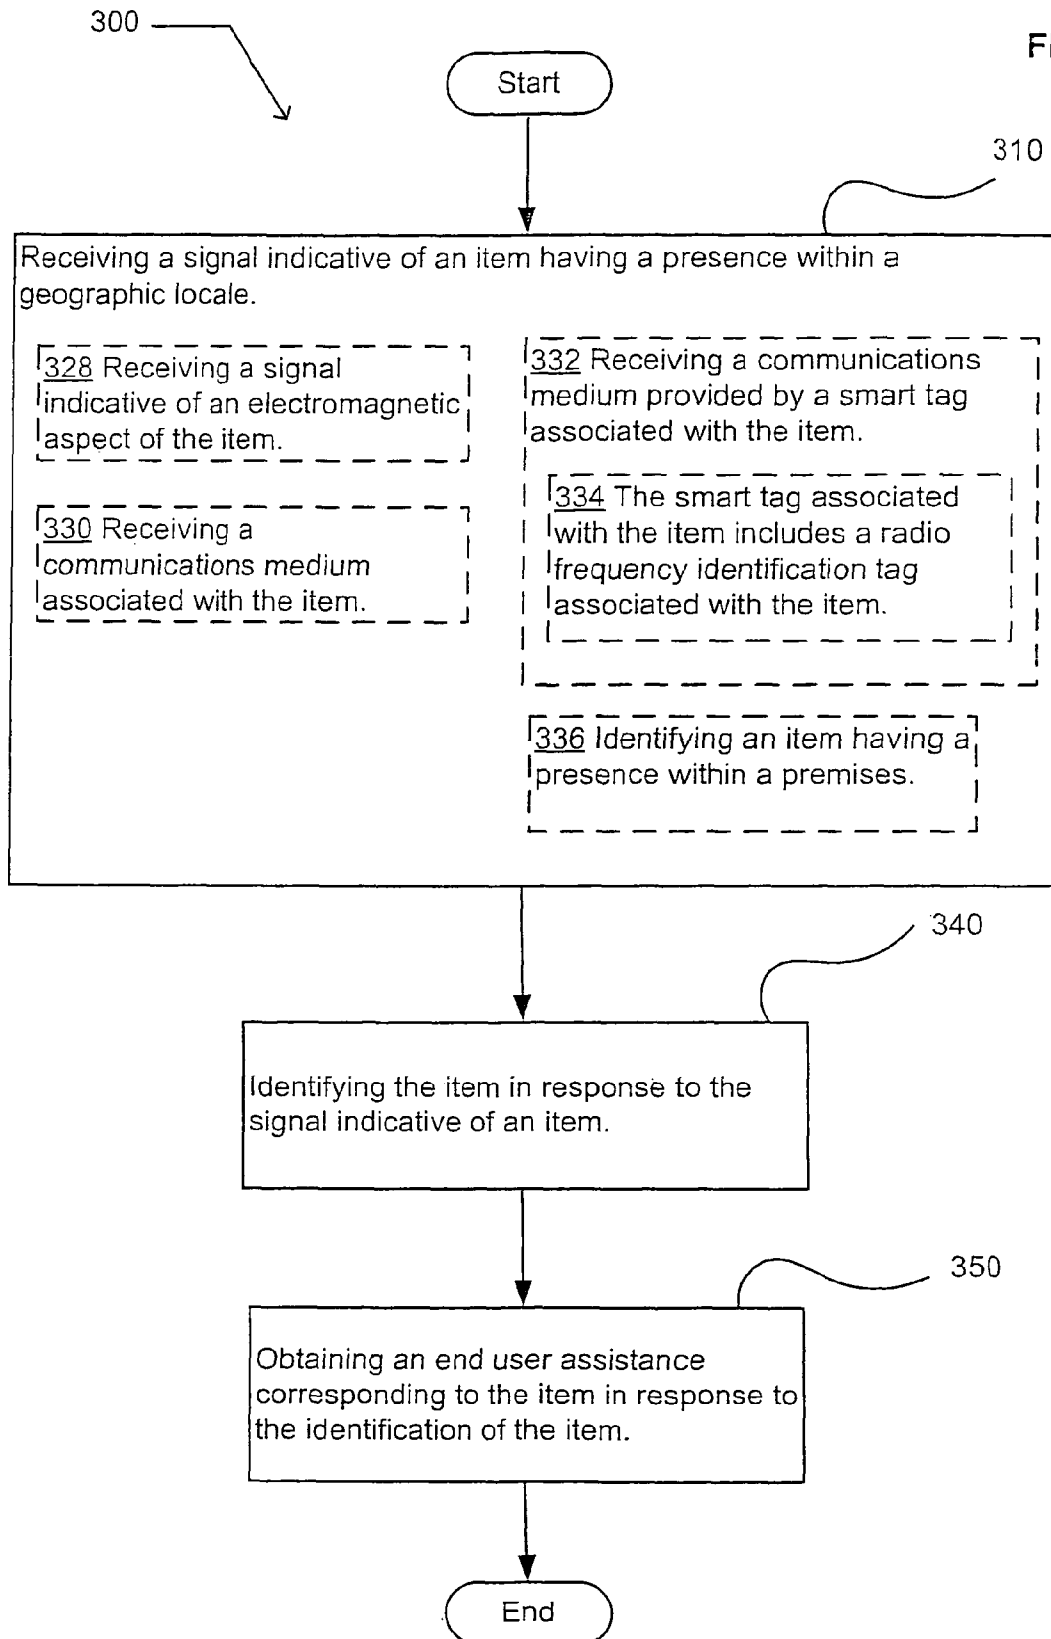 300
Start
310
Receiving a signal indicative of an item having a presence within a
geographic locale.
328 Receiving a signal
indicative of an electromagnetic
aspect of the item.
330 Receiving a
communications medium
associated with the item.
332 Receiving a communications
medium provided by a smart tag
associated with the item.
334 The smart tag associated
with the item includes a radio
frequency identification tag
associated with the item.
336 Identifying an item having a
presence within a premises.
340
Identifying the item in response to the
signal indicative of an item.
350
Obtaining an end user assistance
corresponding to the item in response to
the identification of the item.
End